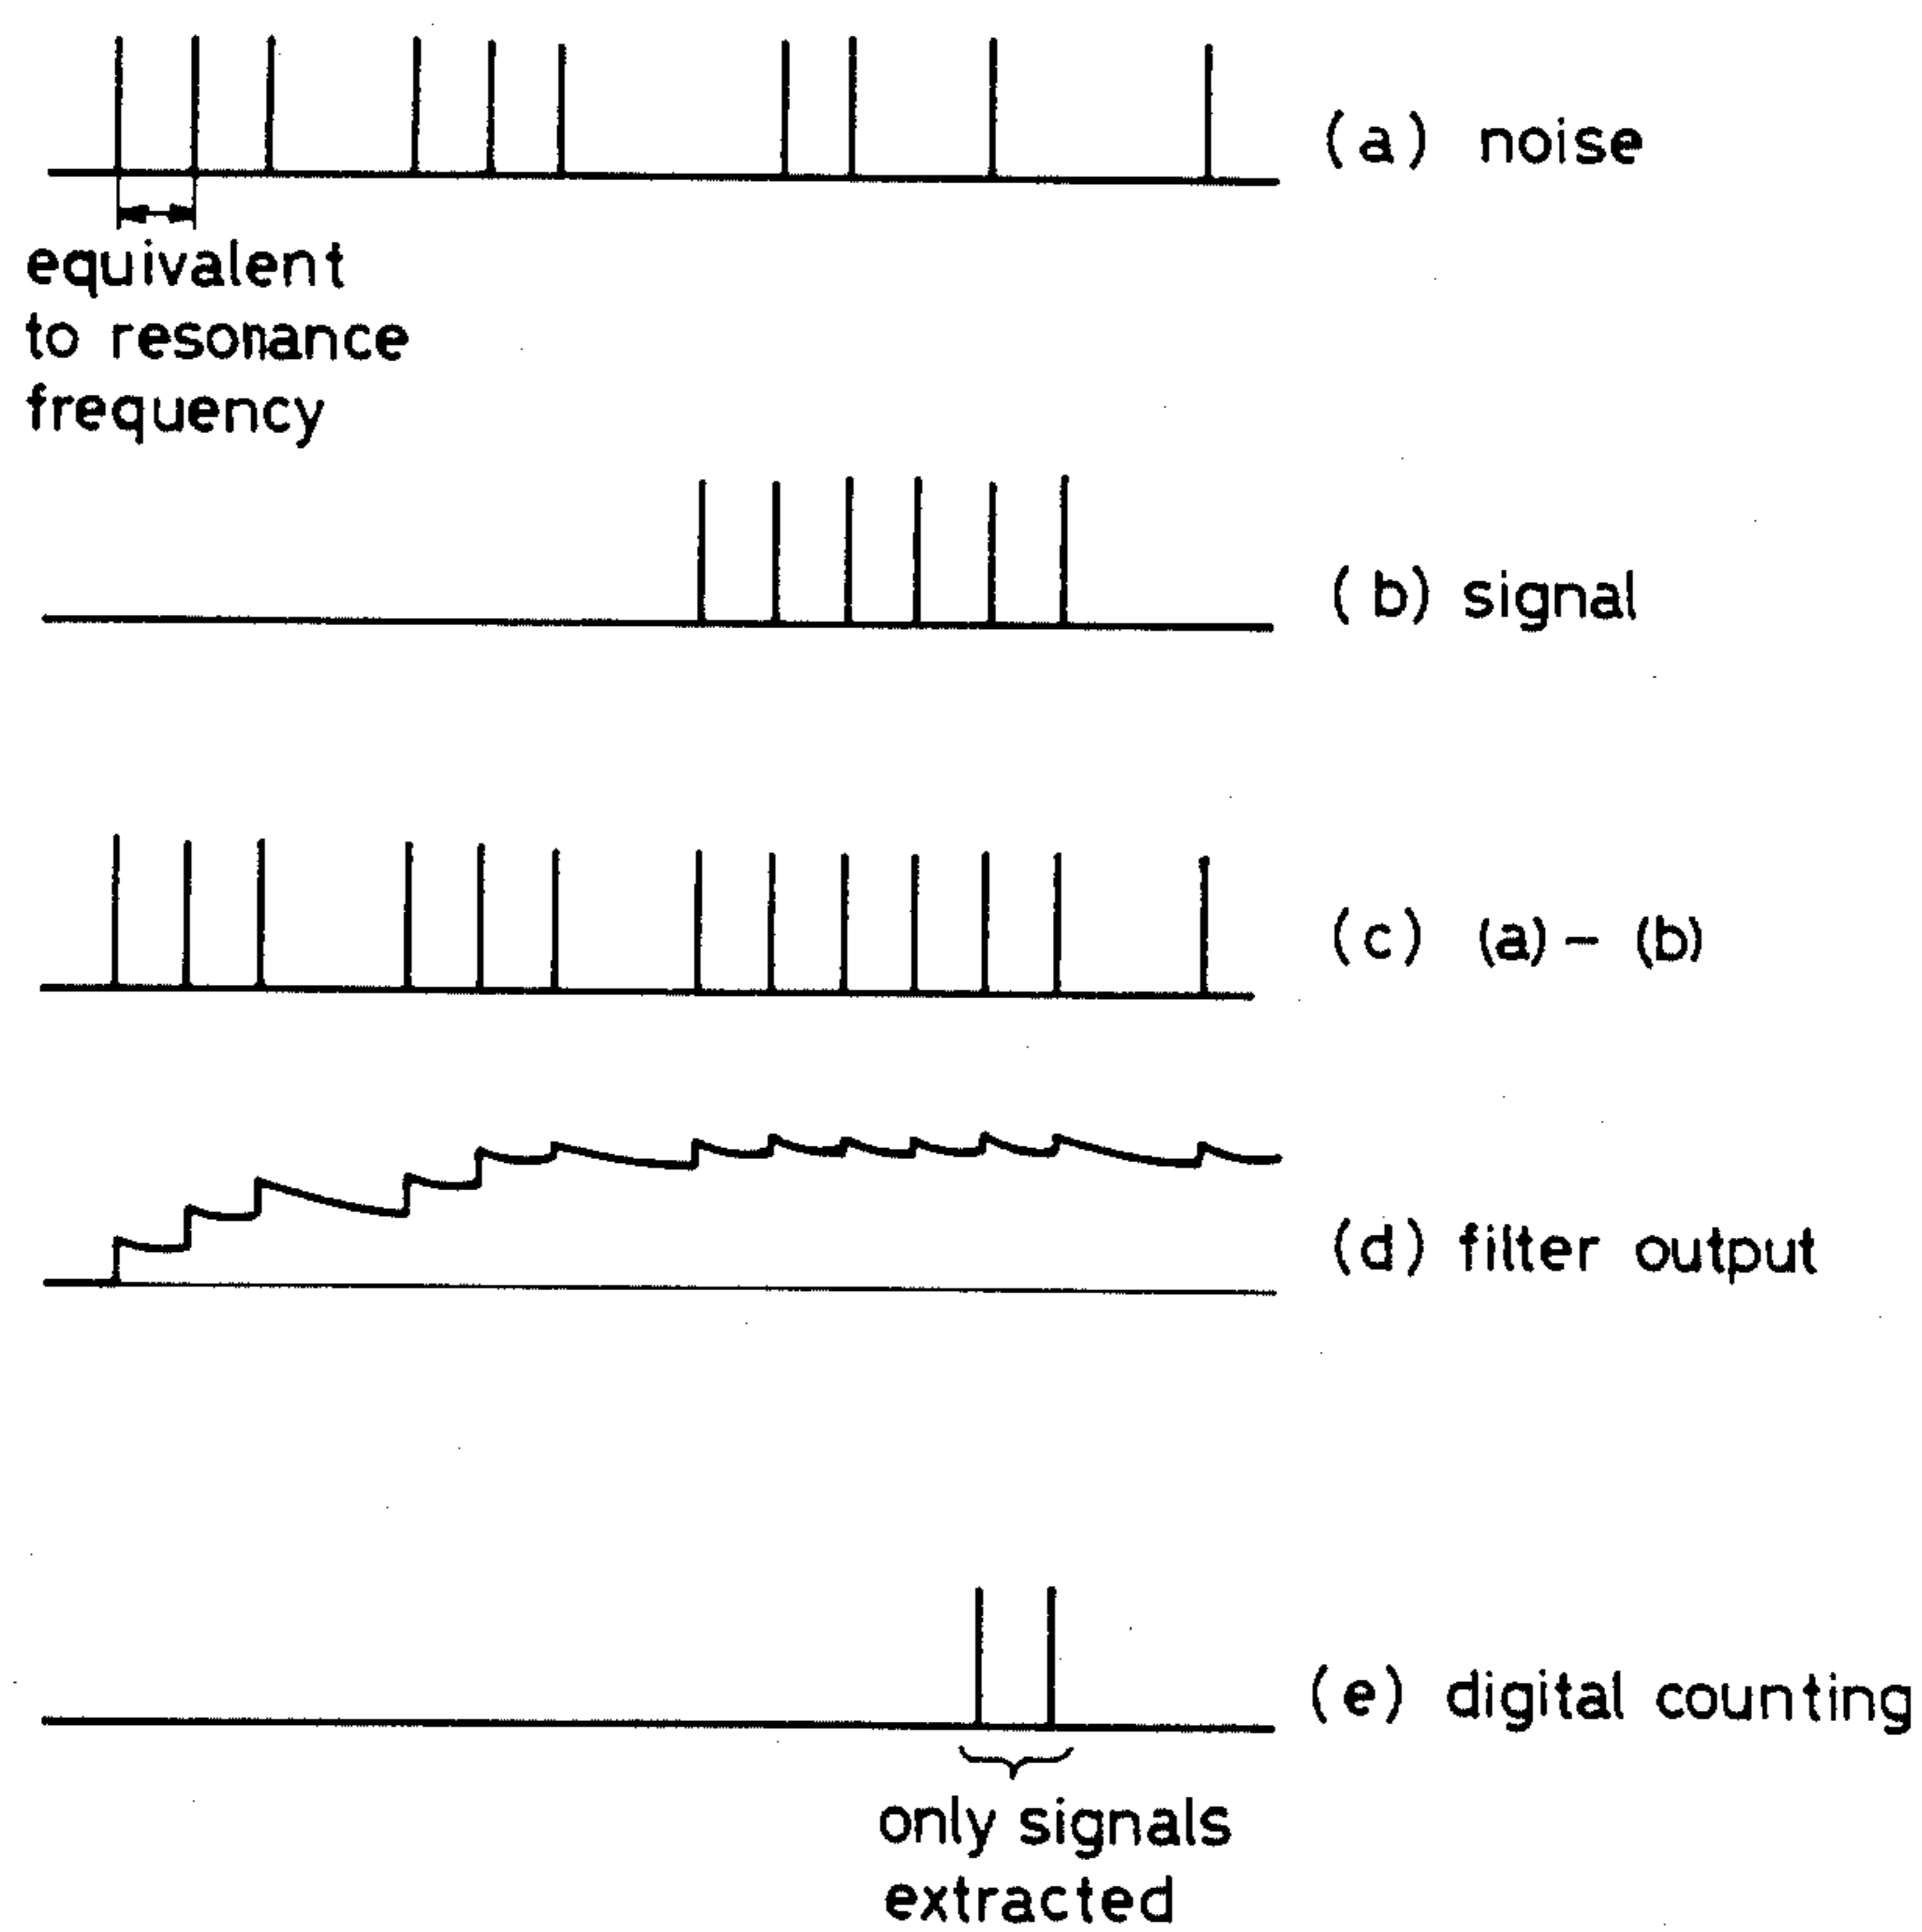 (a) noise
equivalent
to resonance
frequency
(b) signal
(c) (a) - (b)
(d) filter output
(e) digital counting
only signals
extracted